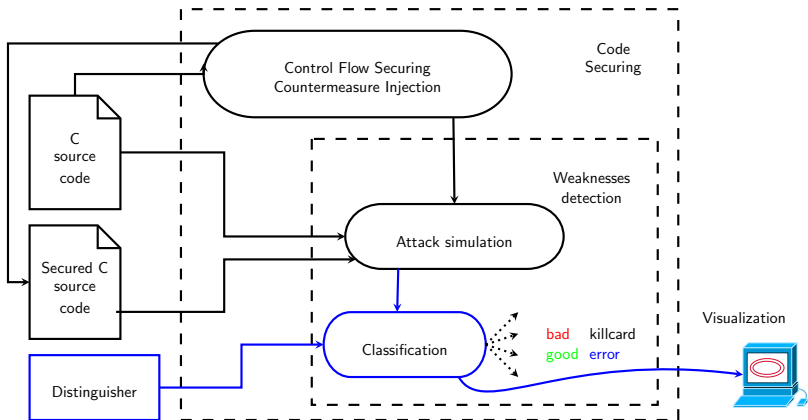 Control Flow Securing
Countermeasure Injection
Code
Securing
C
source
code
Weaknesses
detection
Attack simulation
Secured C
source
code
Classification
bad killcard
good error
Visualization
Distinguisher